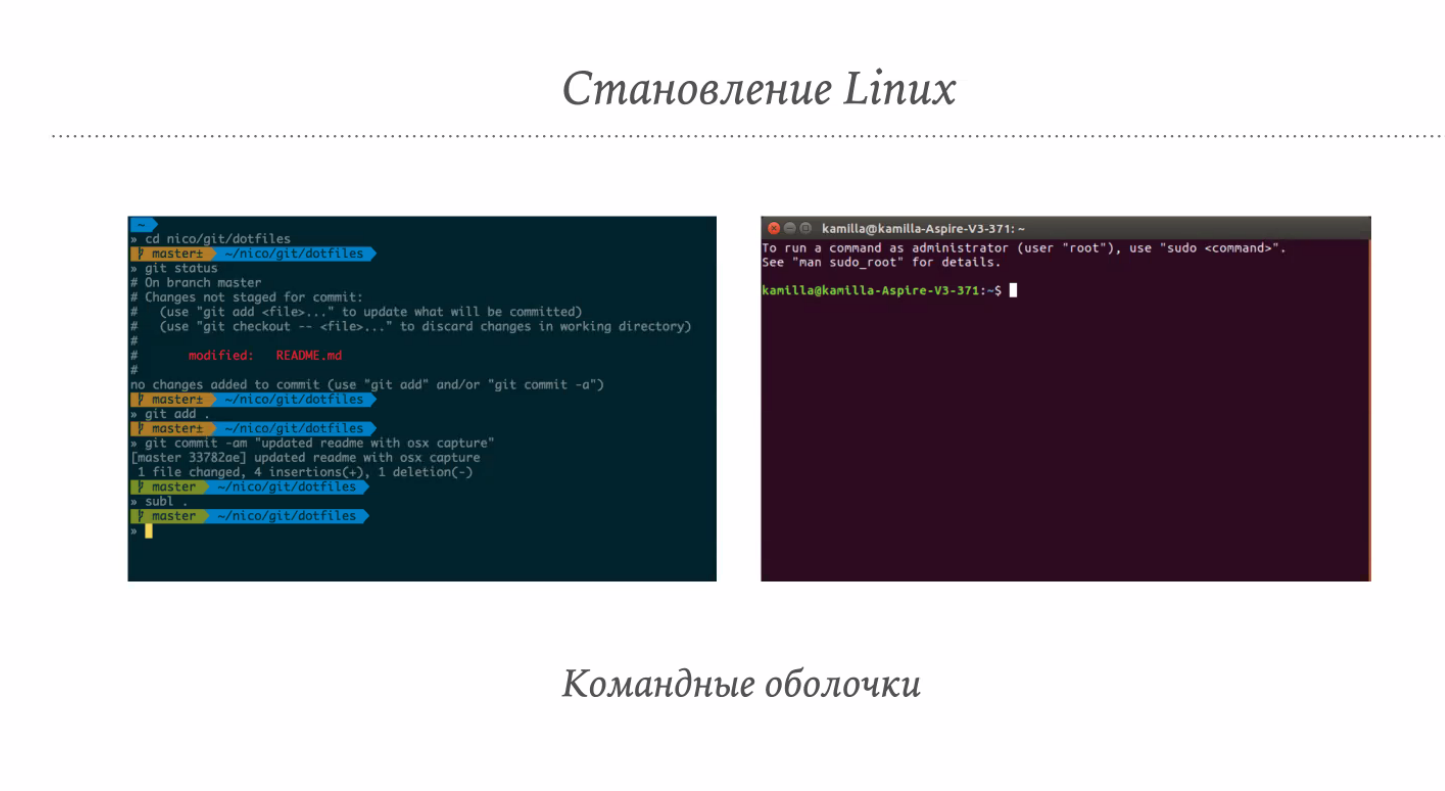 Становление Linux
~
» cd nico/git/dotfiles
master± ~/nico/git/dotfiles
» git status
# On branch master
# Changes not staged for commit:
#   (use "git add <file>..." to update what will be committed)
#   (use "git checkout -- <file>..." to discard changes in working directory)
#
#       modified:   README.md
#
no changes added to commit (use "git add" and/or "git commit -a")
master± ~/nico/git/dotfiles
» git add .
master± ~/nico/git/dotfiles
» git commit -am "updated readme with osx capture"
[master 33782ae] updated readme with osx capture
 1 file changed, 4 insertions(+), 1 deletion(-)
master ~/nico/git/dotfiles
» subl .
master ~/nico/git/dotfiles
»
kamilla@kamilla-Aspire-V3-371: ~
To run a command as administrator (user "root"), use "sudo <command>".
See "man sudo_root" for details.
kamilla@kamilla-Aspire-V3-371:~$
Командные оболочки